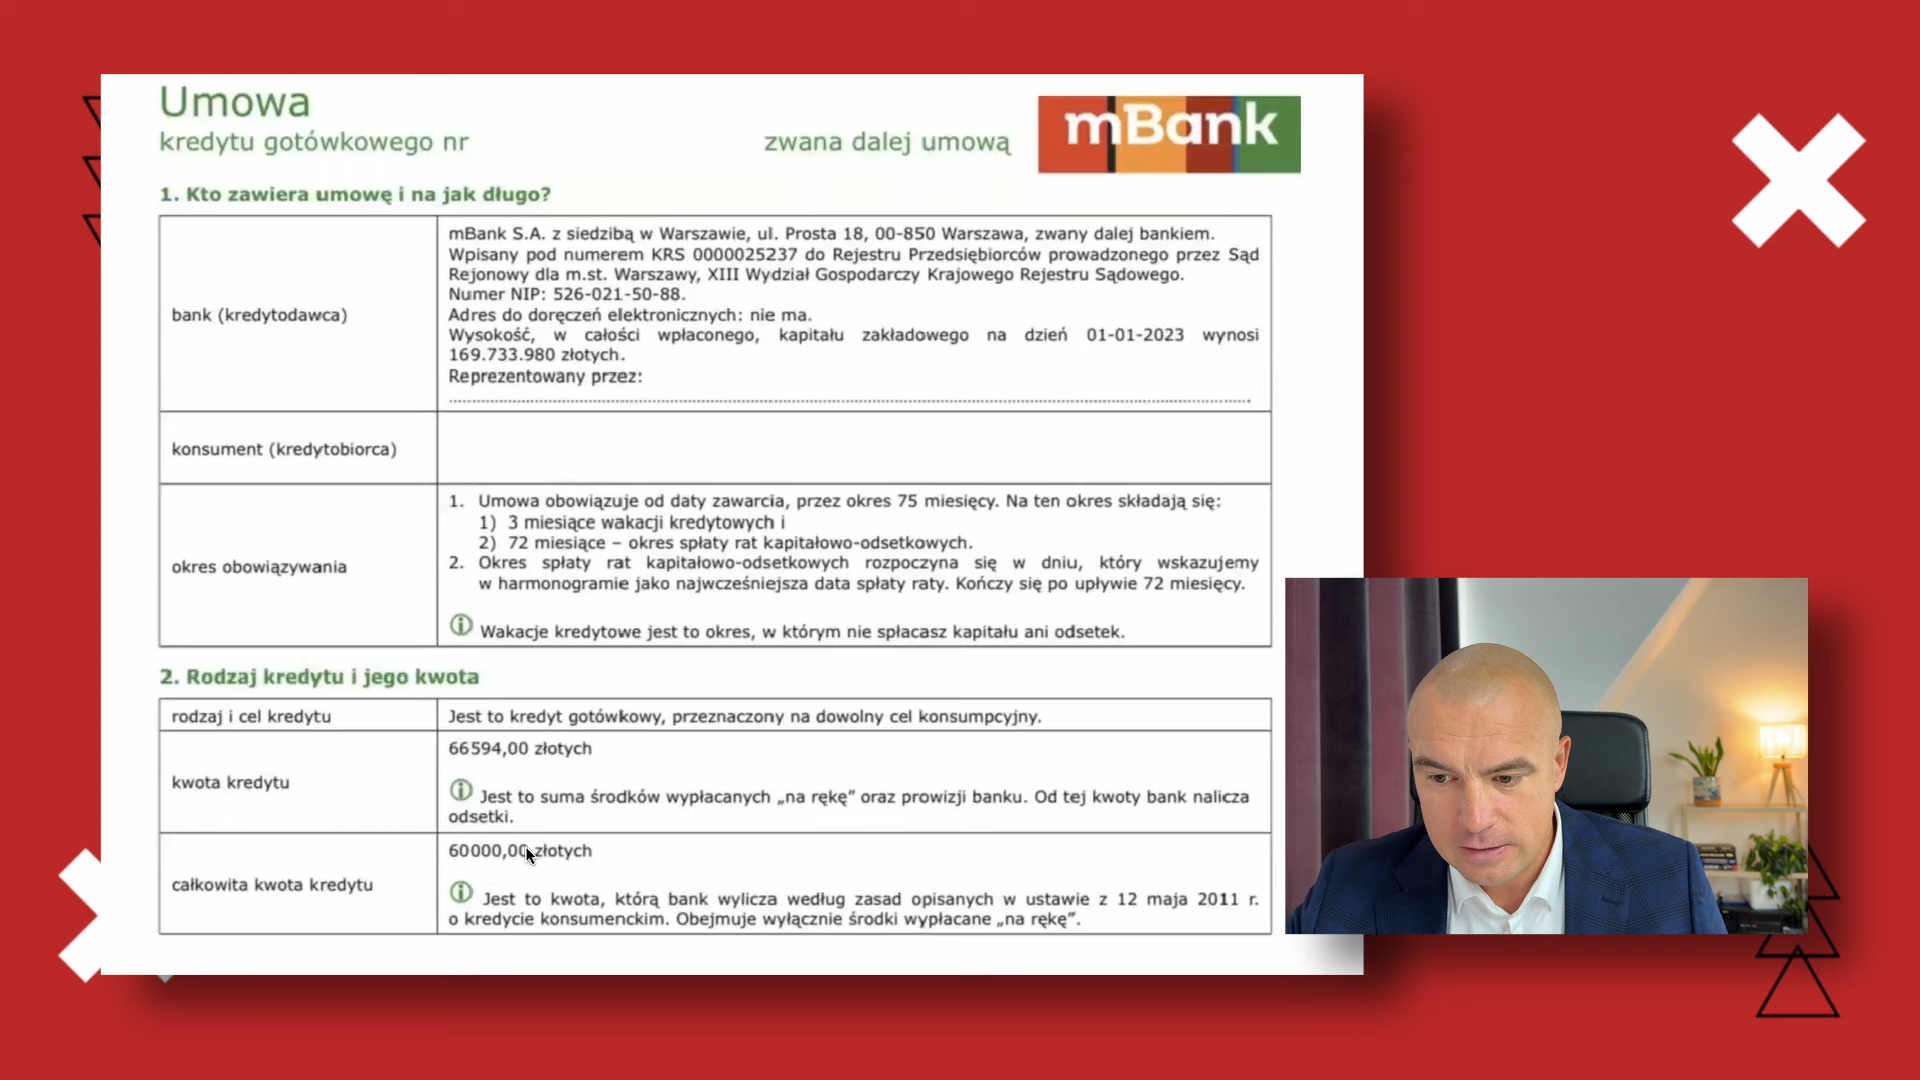 Umowa
kredytu gotówkowego nr
zwana dalej umową
mBank
1. Kto zawiera umowę i na jak długo?
bank (kredytodawca)
mBank S.A. z siedzibą w Warszawie, ul. Prosta 18, 00-850 Warszawa, zwany dalej bankiem.
Wpisany pod numerem KRS 0000025237 do Rejestru Przedsiębiorców prowadzonego przez Sąd
Rejonowy dla m.st. Warszawy, XIII Wydział Gospodarczy Krajowego Rejestru Sądowego.
Numer NIP: 526-021-50-88.
Adres do doręczeń elektronicznych: nie ma.
Wysokość, w całości wpłaconego, kapitału zakładowego na dzień 01-01-2023 wynosi
169.733.980 złotych.
Reprezentowany przez:
konsument (kredytobiorca)
okres obowiązywania
1. Umowa obowiązuje od daty zawarcia, przez okres 75 miesięcy. Na ten okres składają się:
1) 3 miesiące wakacji kredytowych i
2) 72 miesiące – okres spłaty rat kapitałowo-odsetkowych.
2. Okres spłaty rat kapitałowo-odsetkowych rozpoczyna się w dniu, który wskazujemy
w harmonogramie jako najwcześniejsza data spłaty raty. Kończy się po upływie 72 miesięcy.
Wakacje kredytowe jest to okres, w którym nie spłacasz kapitału ani odsetek.
2. Rodzaj kredytu i jego kwota
rodzaj i cel kredytu
Jest to kredyt gotówkowy, przeznaczony na dowolny cel konsumpcyjny.
kwota kredytu
66594,00 złotych
Jest to suma środków wypłacanych „na rękę” oraz prowizji banku. Od tej kwoty bank nalicza
odsetki.
całkowita kwota kredytu
60000,00 złotych
Jest to kwota, którą bank wylicza według zasad opisanych w ustawie z 12 maja 2011 r.
o kredycie konsumenckim. Obejmuje wyłącznie środki wypłacane „na rękę”.